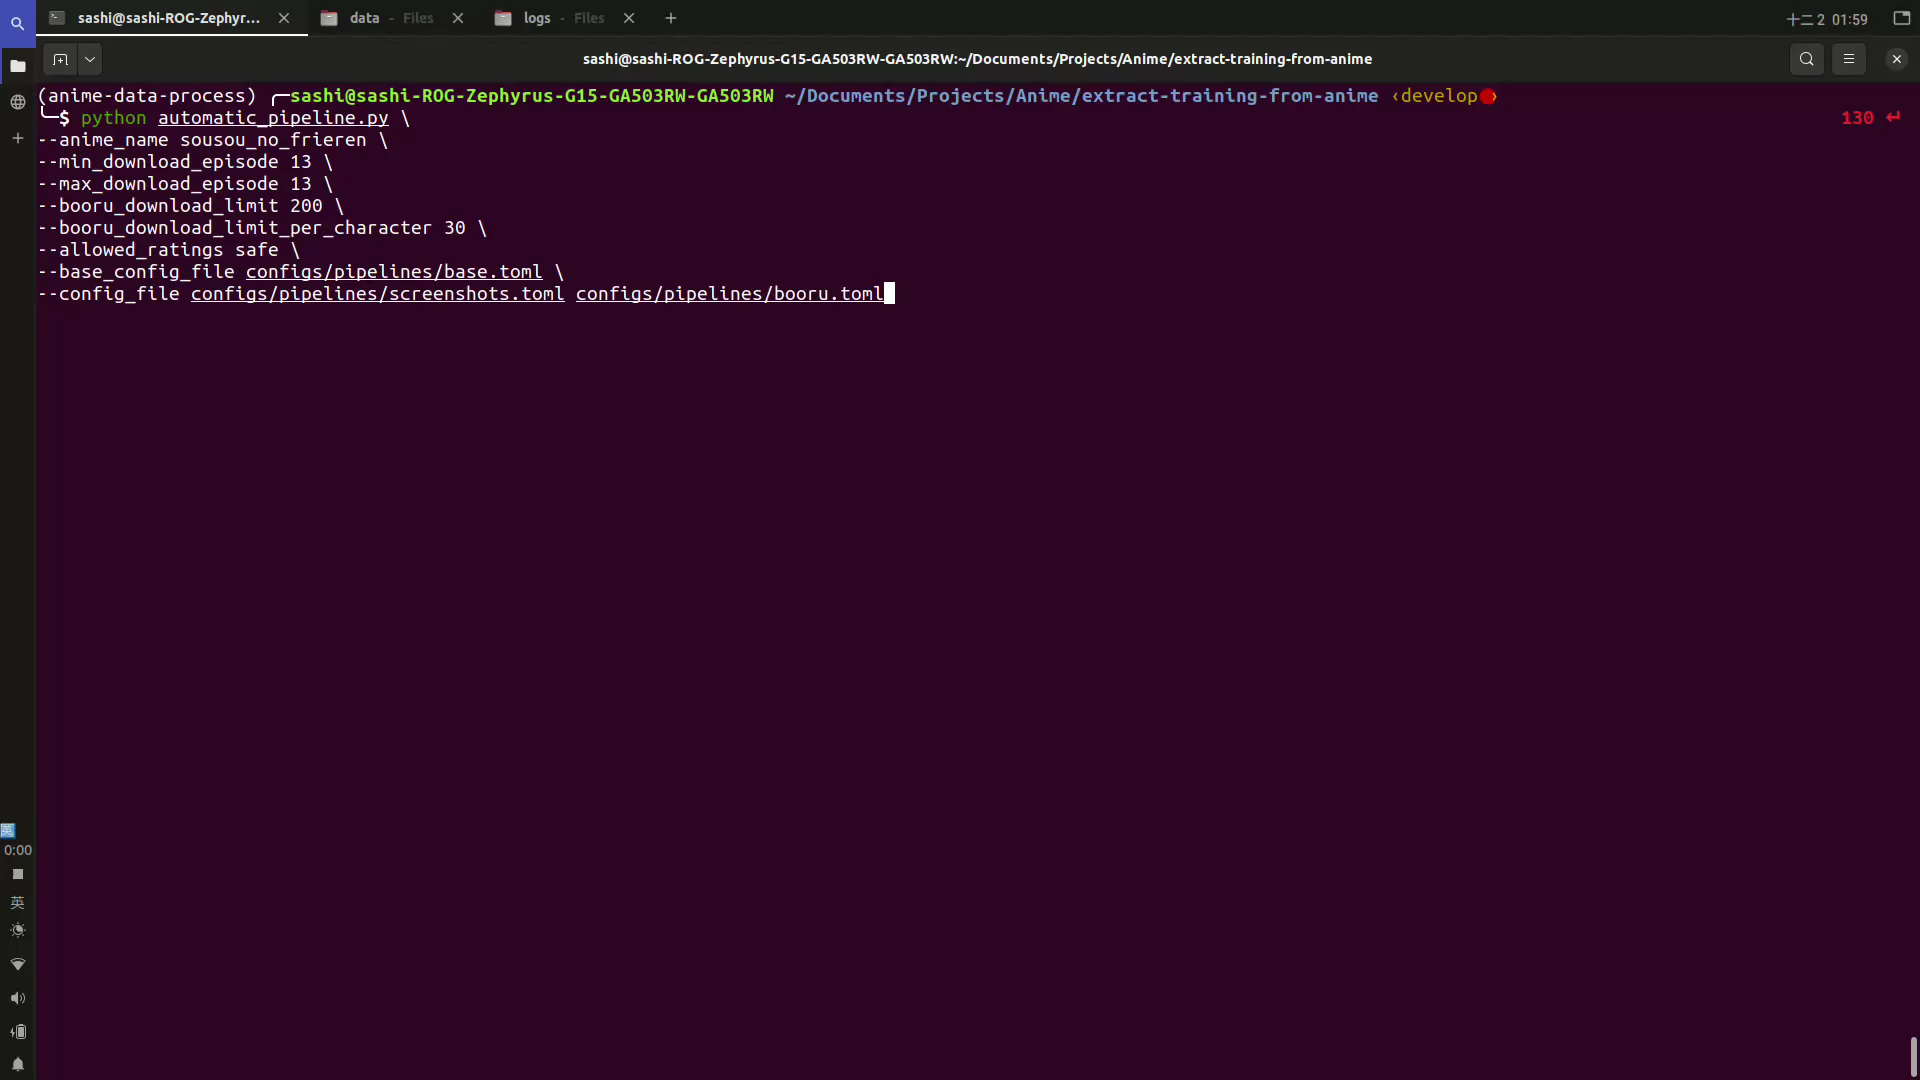 sashi@sashi-ROG-Zephyr... data - Files logs - Files 十二 2 01:59
sashi@sashi-ROG-Zephyrus-G15-GA503RW-GA503RW:~/Documents/Projects/Anime/extract-training-from-anime
(anime-data-process) ╭─sashi@sashi-ROG-Zephyrus-G15-GA503RW-GA503RW ~/Documents/Projects/Anime/extract-training-from-anime ‹develop●›
╰─$ python automatic_pipeline.py \ 130 ↵
--anime_name sousou_no_frieren \
--min_download_episode 13 \
--max_download_episode 13 \
--booru_download_limit 200 \
--booru_download_limit_per_character 30 \
--allowed_ratings safe \
--base_config_file configs/pipelines/base.toml \
--config_file configs/pipelines/screenshots.toml configs/pipelines/booru.toml
英
0:00
英